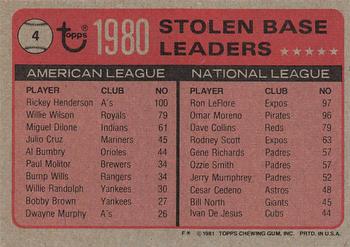 4 Topps 1980 STOLEN BASE
LEADERS ★★★★★
AMERICAN LEAGUE NATIONAL LEAGUE
PLAYER CLUB NO PLAYER CLUB NO
Rickey Henderson A's 100 Ron LeFlore Expos 97
Willie Wilson Royals 79 Omar Moreno Pirates 96
Miguel Dilone Indians 61 Dave Collins Reds 79
Julio Cruz Mariners 45 Rodney Scott Expos 63
Al Bumbry Orioles 44 Gene Richards Padres 57
Paul Molitor Brewers 34 Ozzie Smith Padres 57
Bump Wills Rangers 34 Jerry Mumphrey Padres 52
Willie Randolph Yankees 30 Cesar Cedeno Astros 48
Bobby Brown Yankees 27 Bill North Giants 45
Dwayne Murphy A's 26 Ivan De Jesus Cubs 44
F* © 1981 TOPPS CHEWING GUM, INC. PRTD. IN U.S.A.